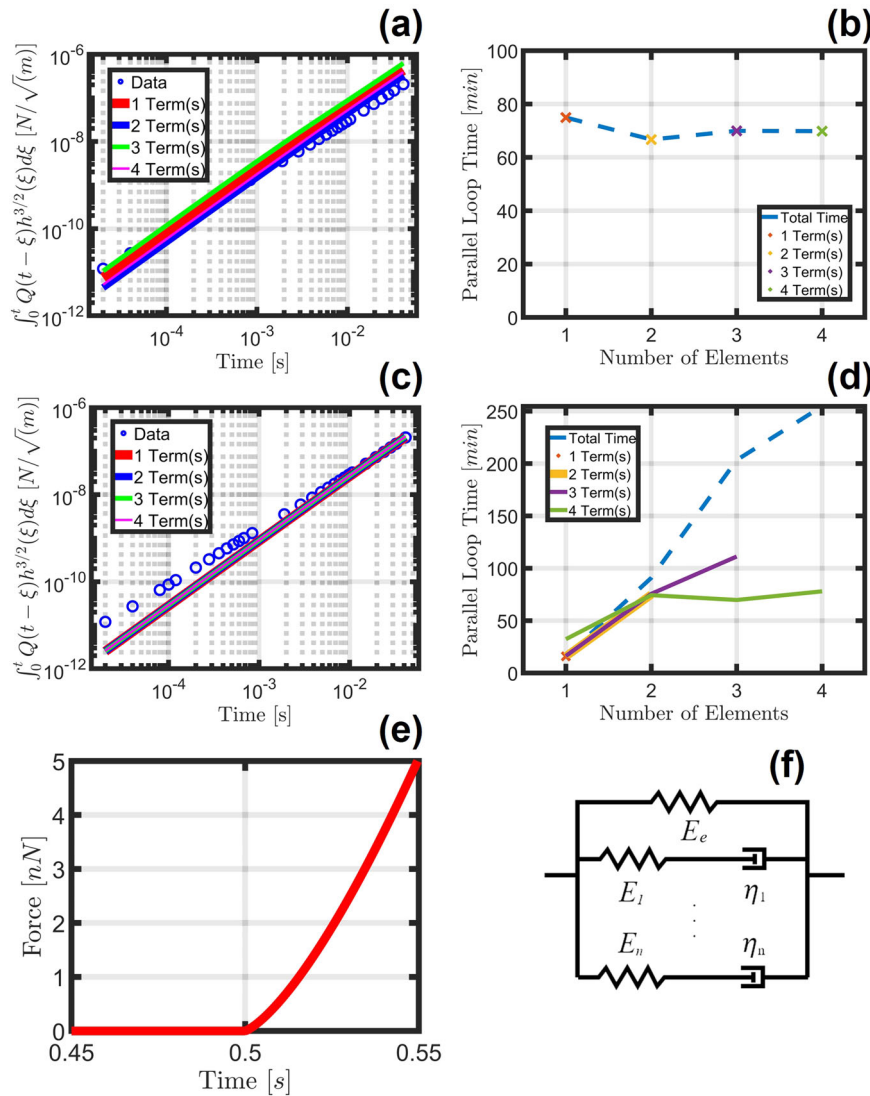 (a)
10^-6
10^-8
10^-10
10^-12
∫_0^t Q(t − ξ)h^{3/2}(ξ)dξ [N/√(m)]
Data
1 Term(s)
2 Term(s)
3 Term(s)
4 Term(s)
10^-4
10^-3
10^-2
Time [s]
(b)
100
80
60
40
20
0
Parallel Loop Time [min]
Total Time
1 Term(s)
2 Term(s)
3 Term(s)
4 Term(s)
1
2
3
4
Number of Elements
(c)
10^-6
10^-8
10^-10
10^-12
∫_0^t Q(t − ξ)h^{3/2}(ξ)dξ [N/√(m)]
Data
1 Term(s)
2 Term(s)
3 Term(s)
4 Term(s)
10^-4
10^-3
10^-2
Time [s]
(d)
250
200
150
100
50
0
Parallel Loop Time [min]
Total Time
1 Term(s)
2 Term(s)
3 Term(s)
4 Term(s)
1
2
3
4
Number of Elements
(e)
5
4
3
2
1
0
Force [nN]
0.45
0.5
0.55
Time [s]
(f)
E_e
E_1
η_1
E_n
η_n